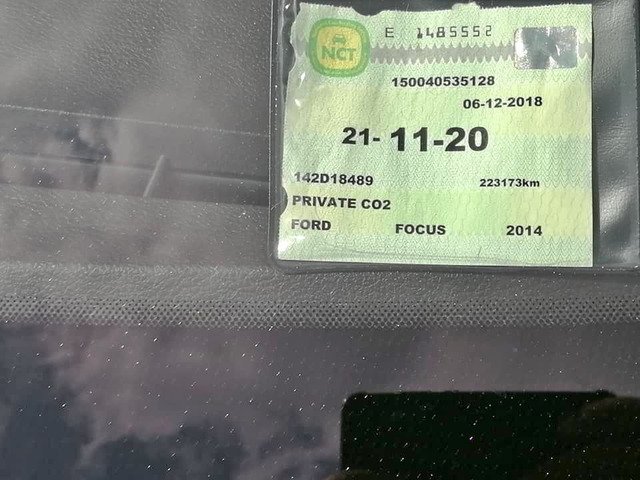 E 1485552
NCT
150040535128
06-12-2018
21-11-20
142D18489 223173km
PRIVATE CO2
FORD FOCUS 2014